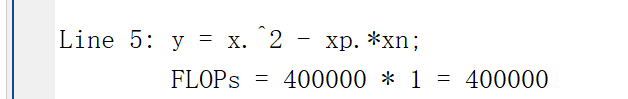 Line 5: y = x.^2 - xp.*xn;
FLOPs = 400000 * 1 = 400000